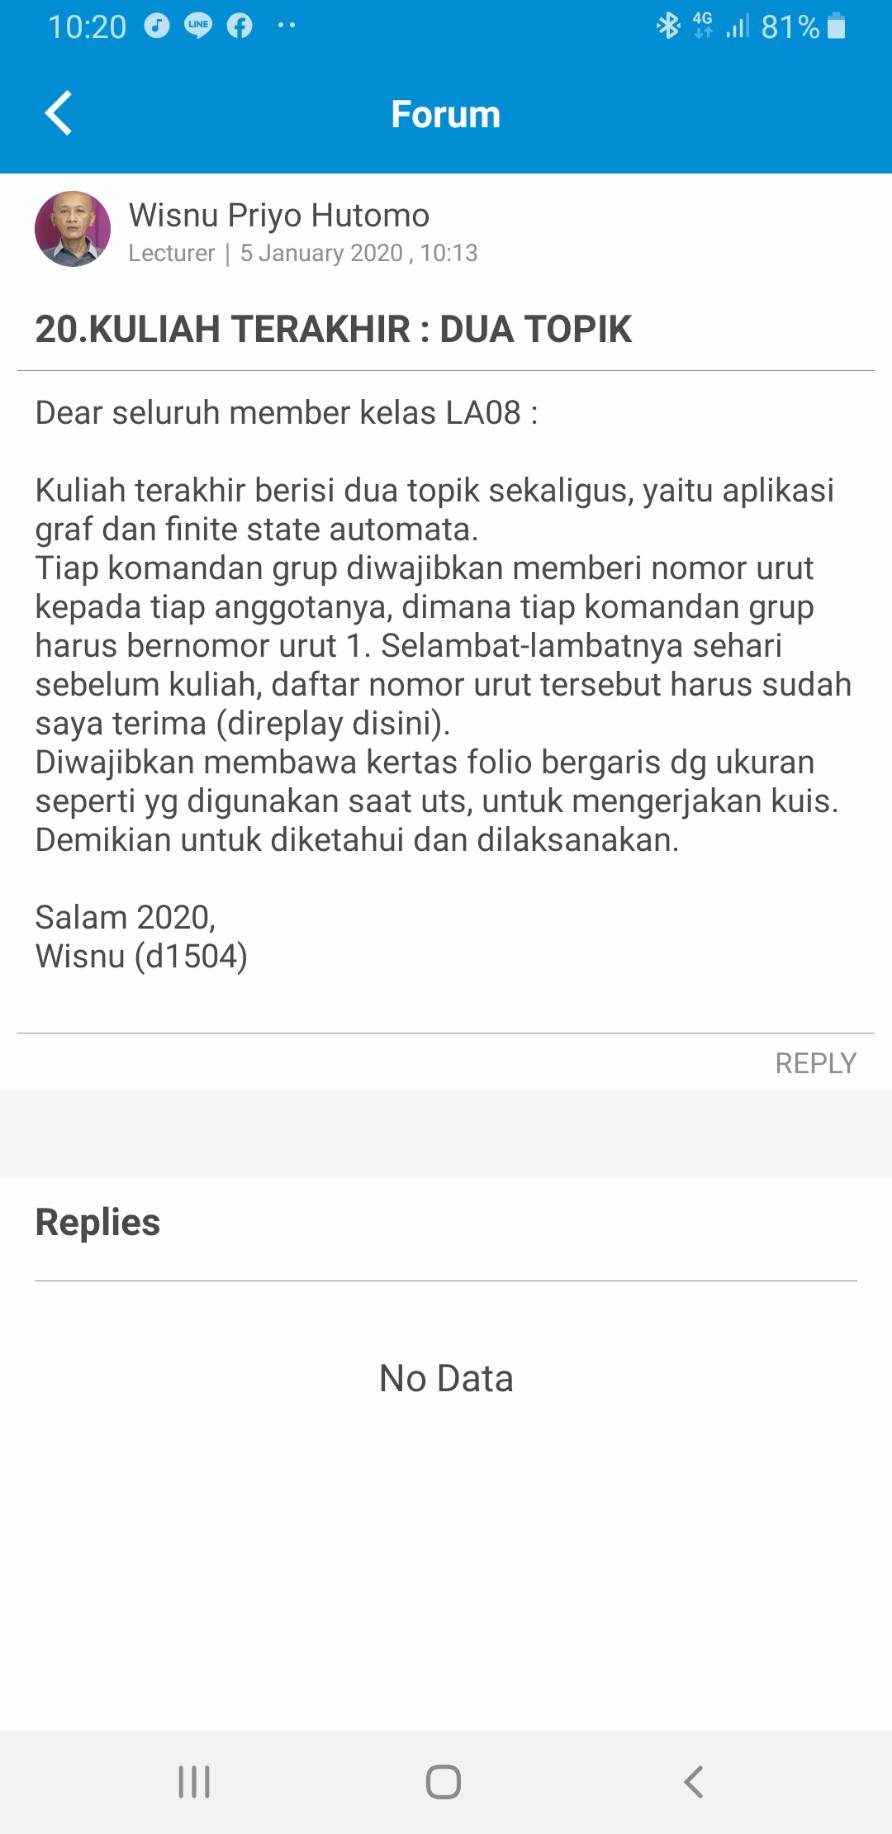 10:20 LINE 4G 81%
Forum
Wisnu Priyo Hutomo
Lecturer | 5 January 2020 , 10:13
20.KULIAH TERAKHIR : DUA TOPIK
Dear seluruh member kelas LA08 :
Kuliah terakhir berisi dua topik sekaligus, yaitu aplikasi
graf dan finite state automata.
Tiap komandan grup diwajibkan memberi nomor urut
kepada tiap anggotanya, dimana tiap komandan grup
harus bernomor urut 1. Selambat-lambatnya sehari
sebelum kuliah, daftar nomor urut tersebut harus sudah
saya terima (direplay disini).
Diwajibkan membawa kertas folio bergaris dg ukuran
seperti yg digunakan saat uts, untuk mengerjakan kuis.
Demikian untuk diketahui dan dilaksanakan.
Salam 2020,
Wisnu (d1504)
REPLY
Replies
No Data